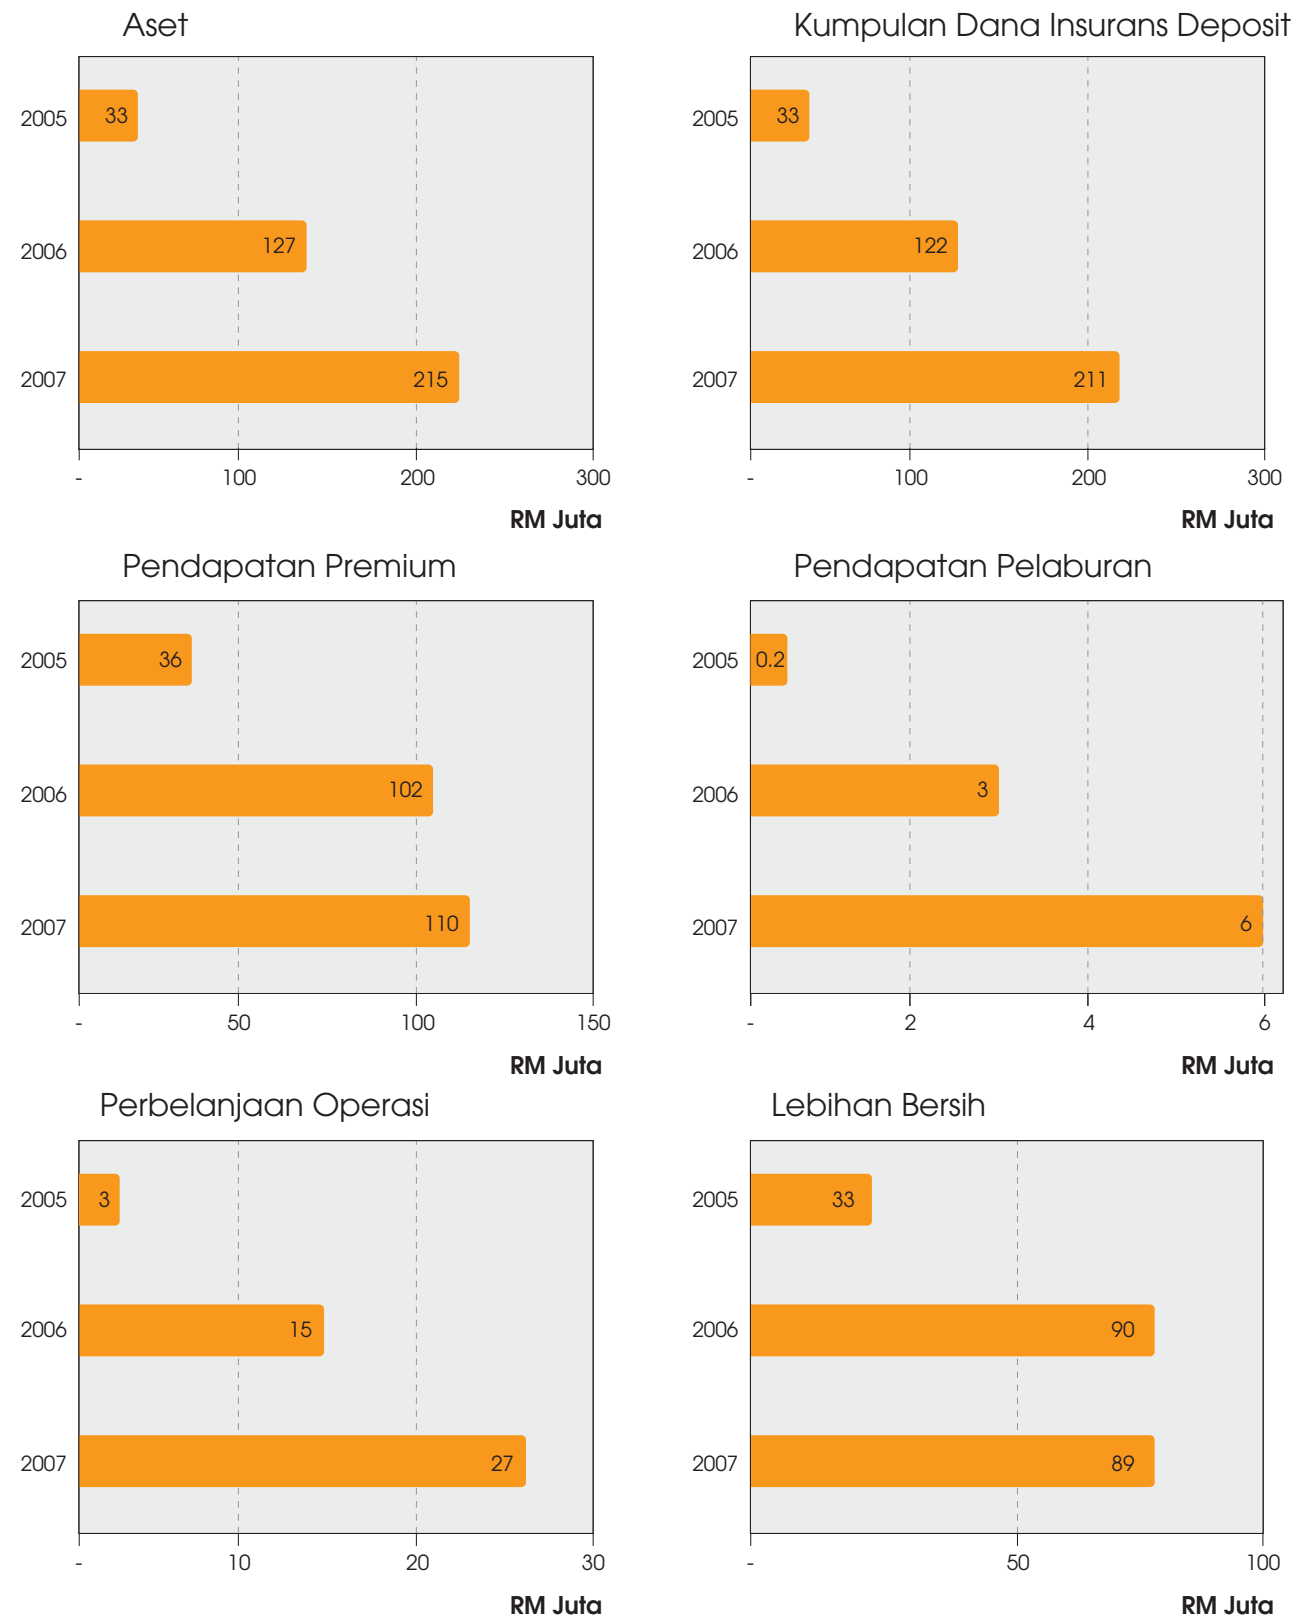 Aset
2005 33
2006 127
2007 215
- 100 200 300
RM Juta
Kumpulan Dana Insurans Deposit
2005 33
2006 122
2007 211
- 100 200 300
RM Juta
Pendapatan Premium
2005 36
2006 102
2007 110
- 50 100 150
RM Juta
Pendapatan Pelaburan
2005 0.2
2006 3
2007 6
- 2 4 6
RM Juta
Perbelanjaan Operasi
2005 3
2006 15
2007 27
- 10 20 30
RM Juta
Lebihan Bersih
2005 33
2006 90
2007 89
- 50 100
RM Juta